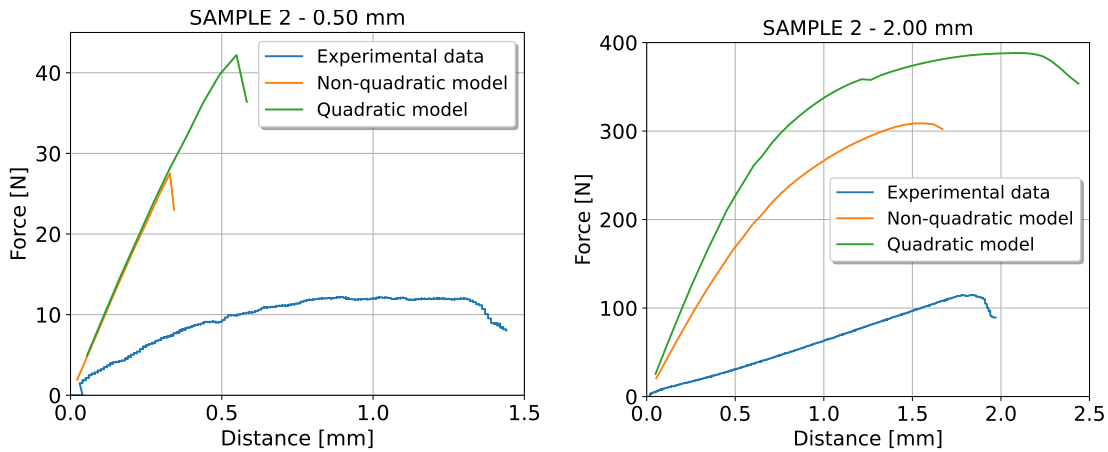 SAMPLE 2 - 0.50 mm
Experimental data
Non-quadratic model
Quadratic model
Force [N]
40
30
20
10
0
0.0 0.5 1.0 1.5
Distance [mm]
SAMPLE 2 - 2.00 mm
400
300
200
100
0
Force [N]
Experimental data
Non-quadratic model
Quadratic model
0.0 0.5 1.0 1.5 2.0 2.5
Distance [mm]